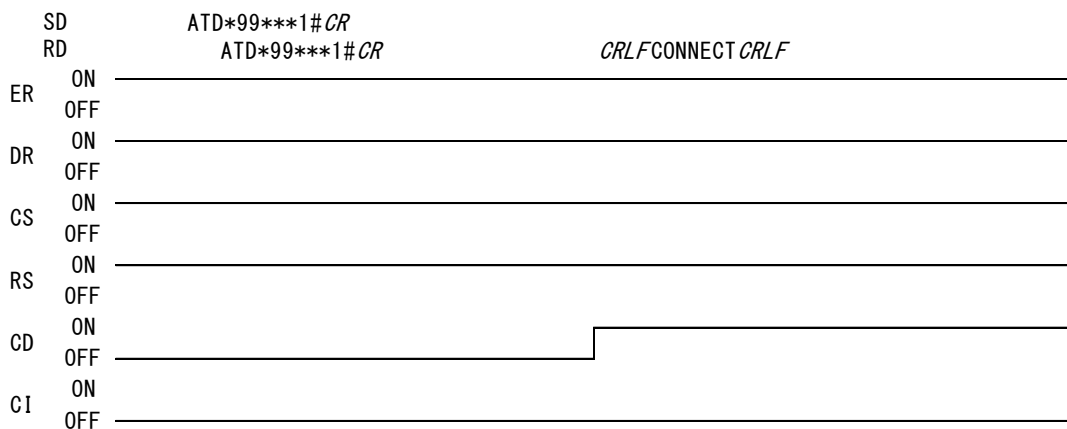 SD ATD*99***1#CR
RD ATD*99***1#CR CRLFCONNECTCRLF
ER ON
OFF
DR ON
OFF
CS ON
OFF
RS ON
OFF
CD ON
OFF
CI ON
OFF